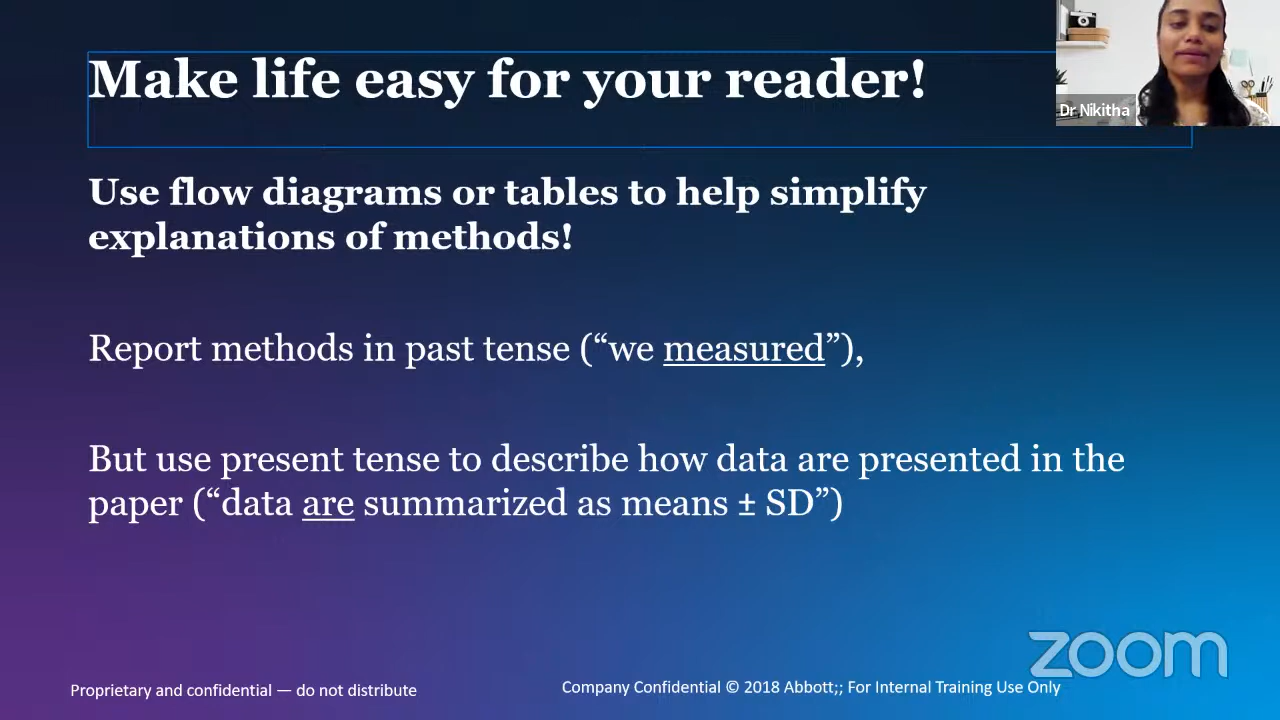 Make life easy for your reader!
Dr Nikitha
Use flow diagrams or tables to help simplify
explanations of methods!
Report methods in past tense (“we measured”),
But use present tense to describe how data are presented in the
paper (“data are summarized as means ± SD”)
zoom
Proprietary and confidential — do not distribute
Company Confidential © 2018 Abbott;; For Internal Training Use Only